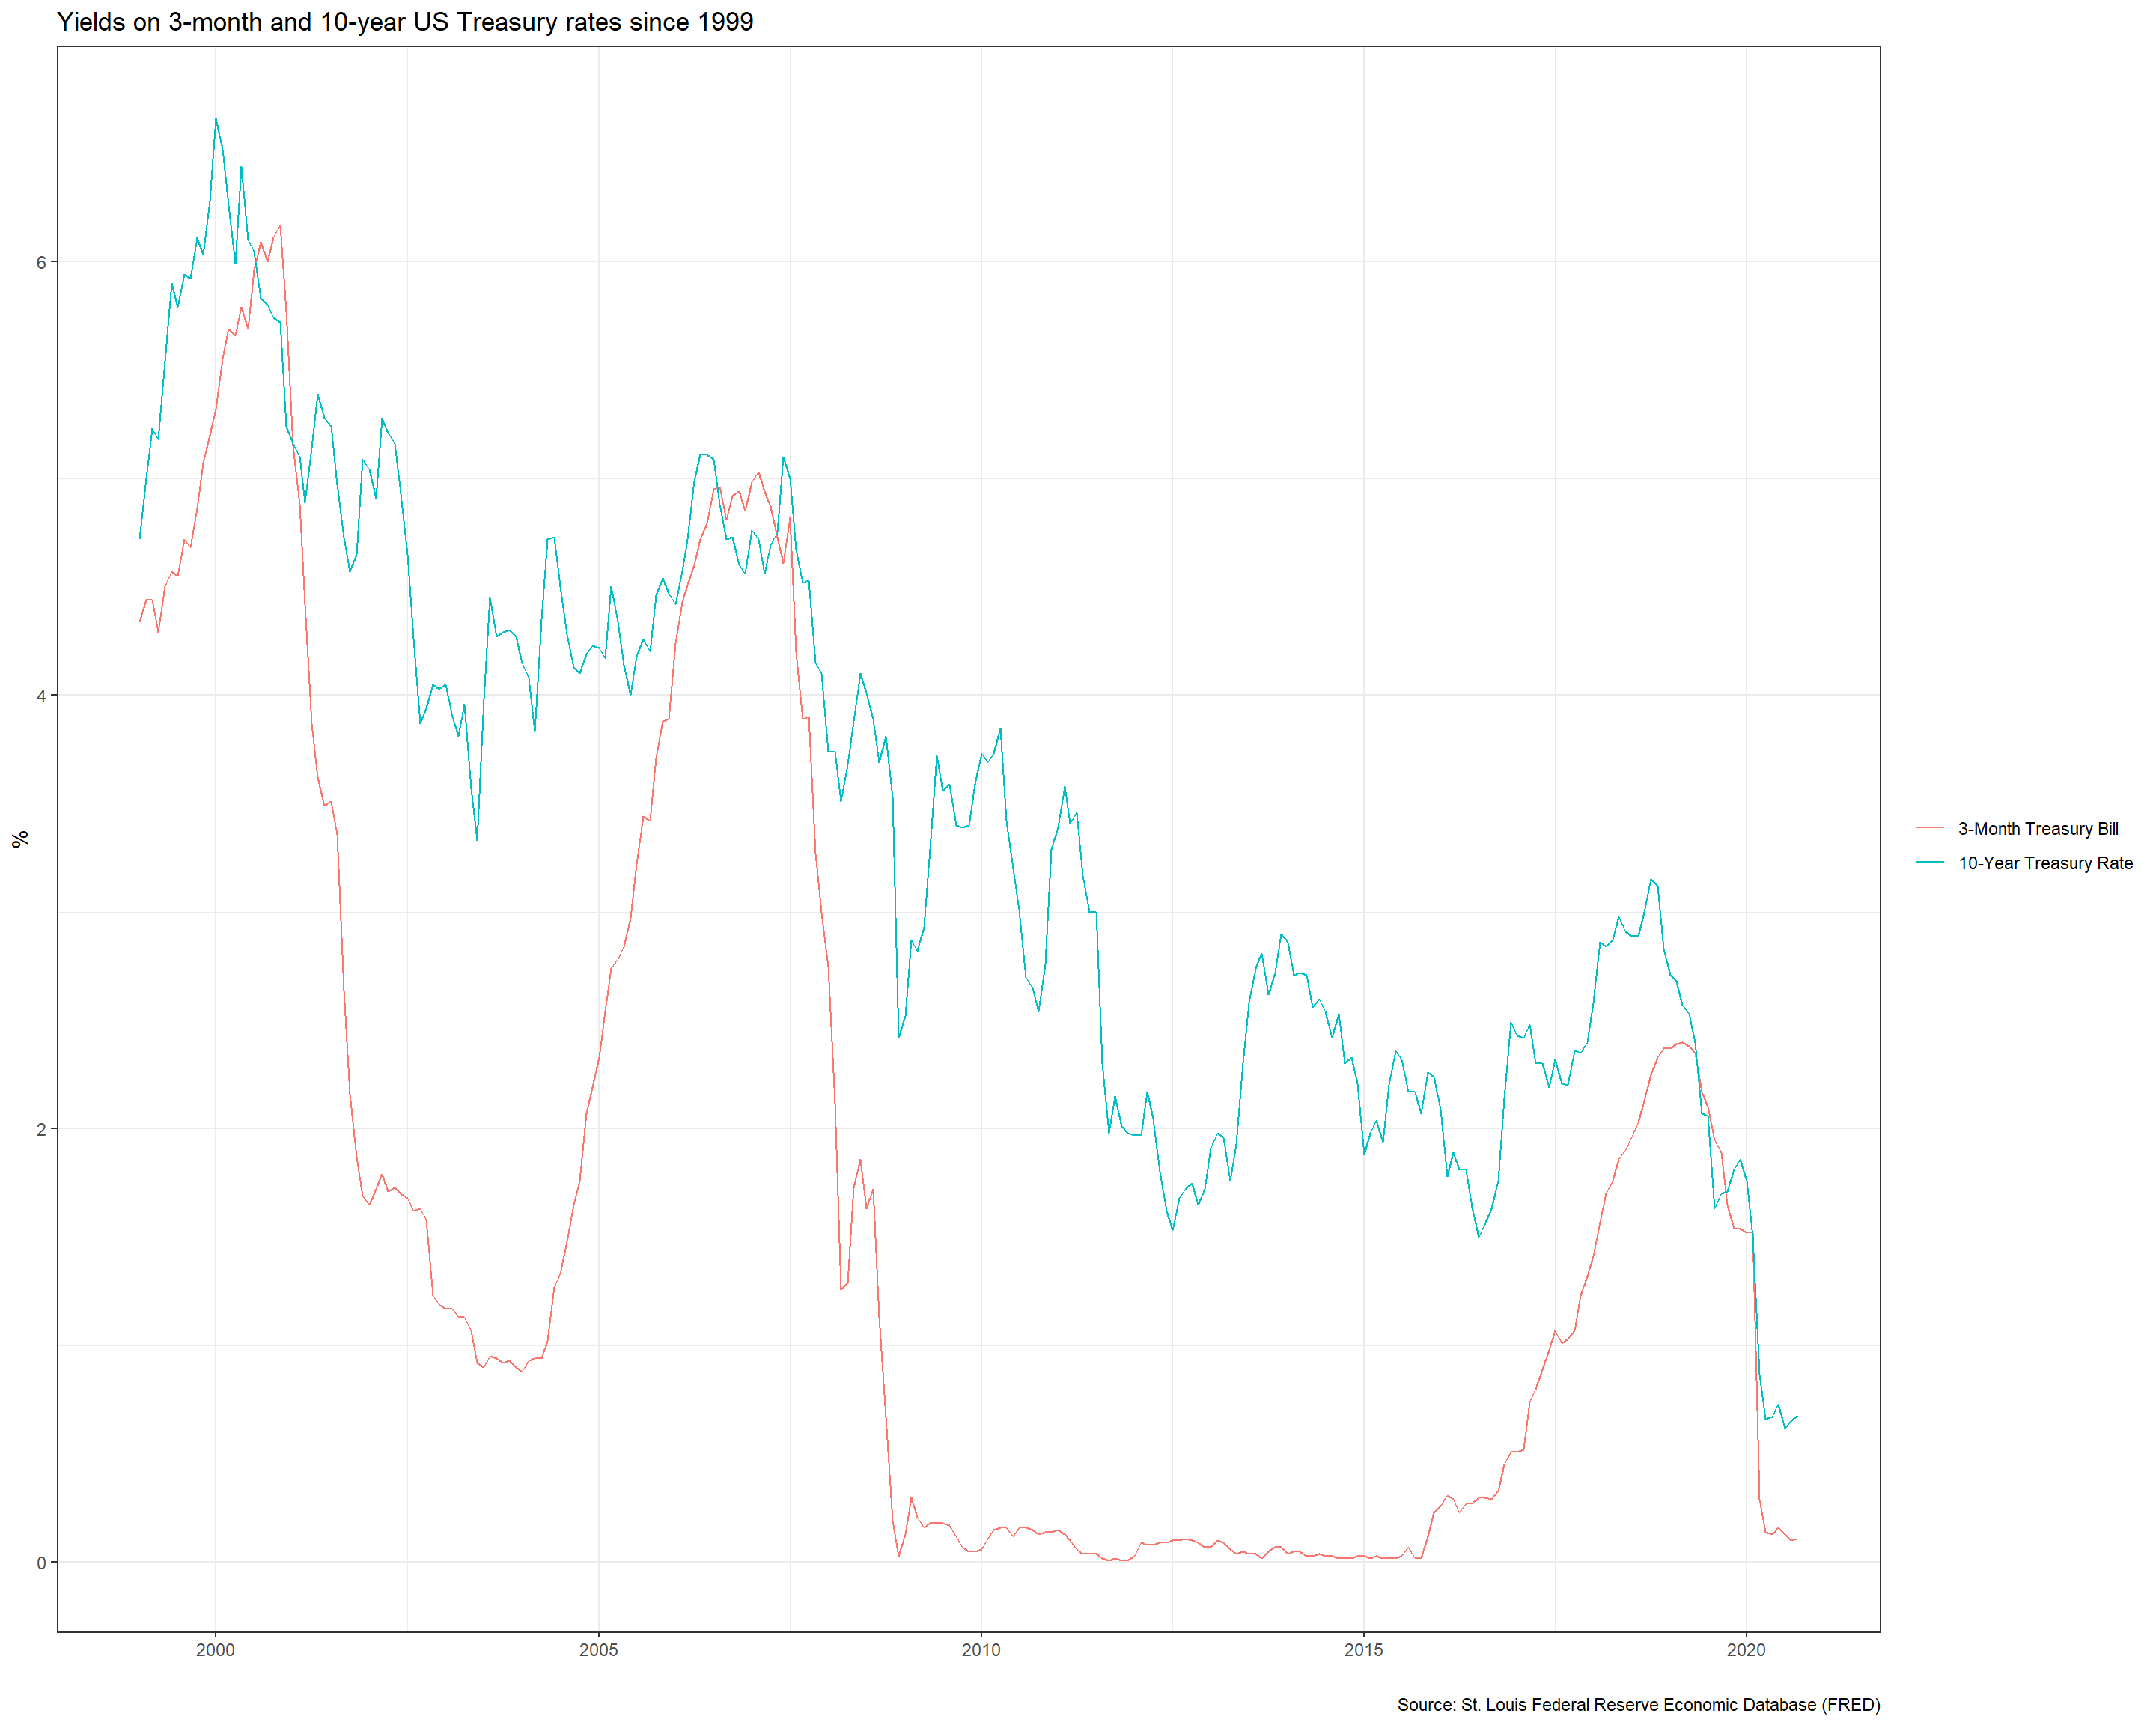 Yields on 3-month and 10-year US Treasury rates since 1999
6
4
2
0
%
2000
2005
2010
2015
2020
3-Month Treasury Bill
10-Year Treasury Rate
Source: St. Louis Federal Reserve Economic Database (FRED)